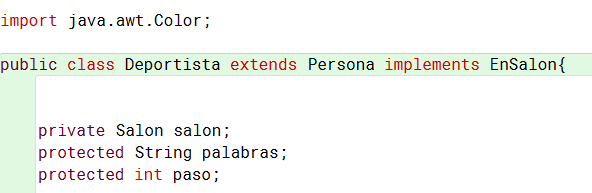 import java.awt.Color;
public class Deportista extends Persona implements EnSalon{
private Salon salon;
protected String palabras;
protected int paso;